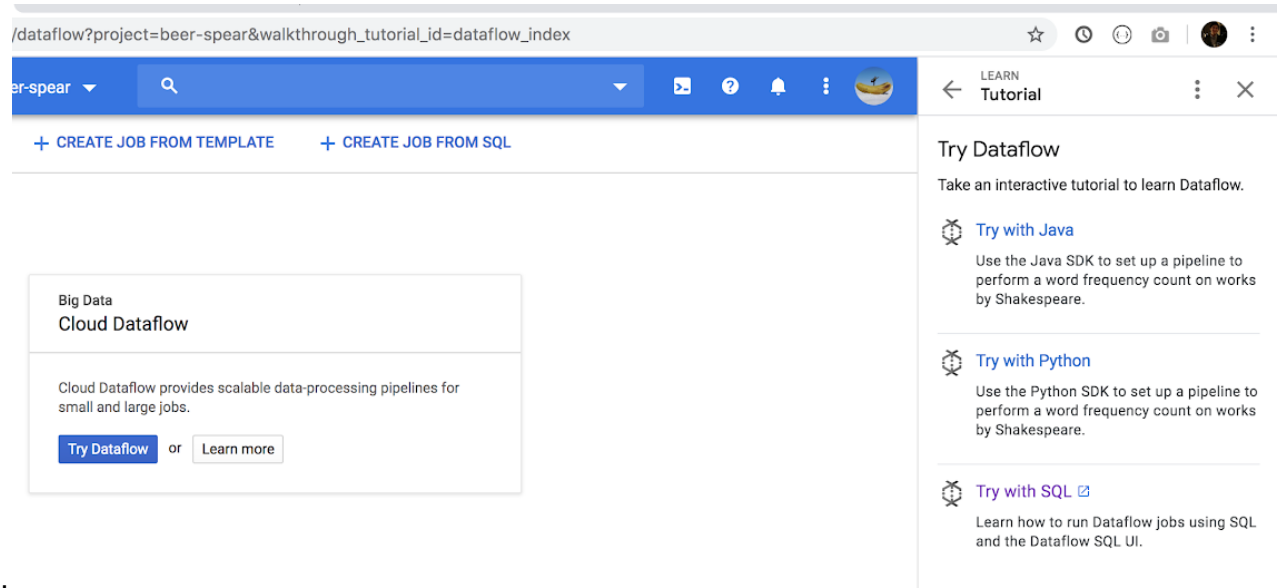 /dataflow?project=beer-spear&walkthrough_tutorial_id=dataflow_index
er-spear
CREATE JOB FROM TEMPLATE
CREATE JOB FROM SQL
Big Data
Cloud Dataflow
Cloud Dataflow provides scalable data-processing pipelines for
small and large jobs.
Try Dataflow or Learn more
LEARN
Tutorial
Try Dataflow
Take an interactive tutorial to learn Dataflow.
Try with Java
Use the Java SDK to set up a pipeline to
perform a word frequency count on works
by Shakespeare.
Try with Python
Use the Python SDK to set up a pipeline to
perform a word frequency count on works
by Shakespeare.
Try with SQL
Learn how to run Dataflow jobs using SQL
and the Dataflow SQL UI.